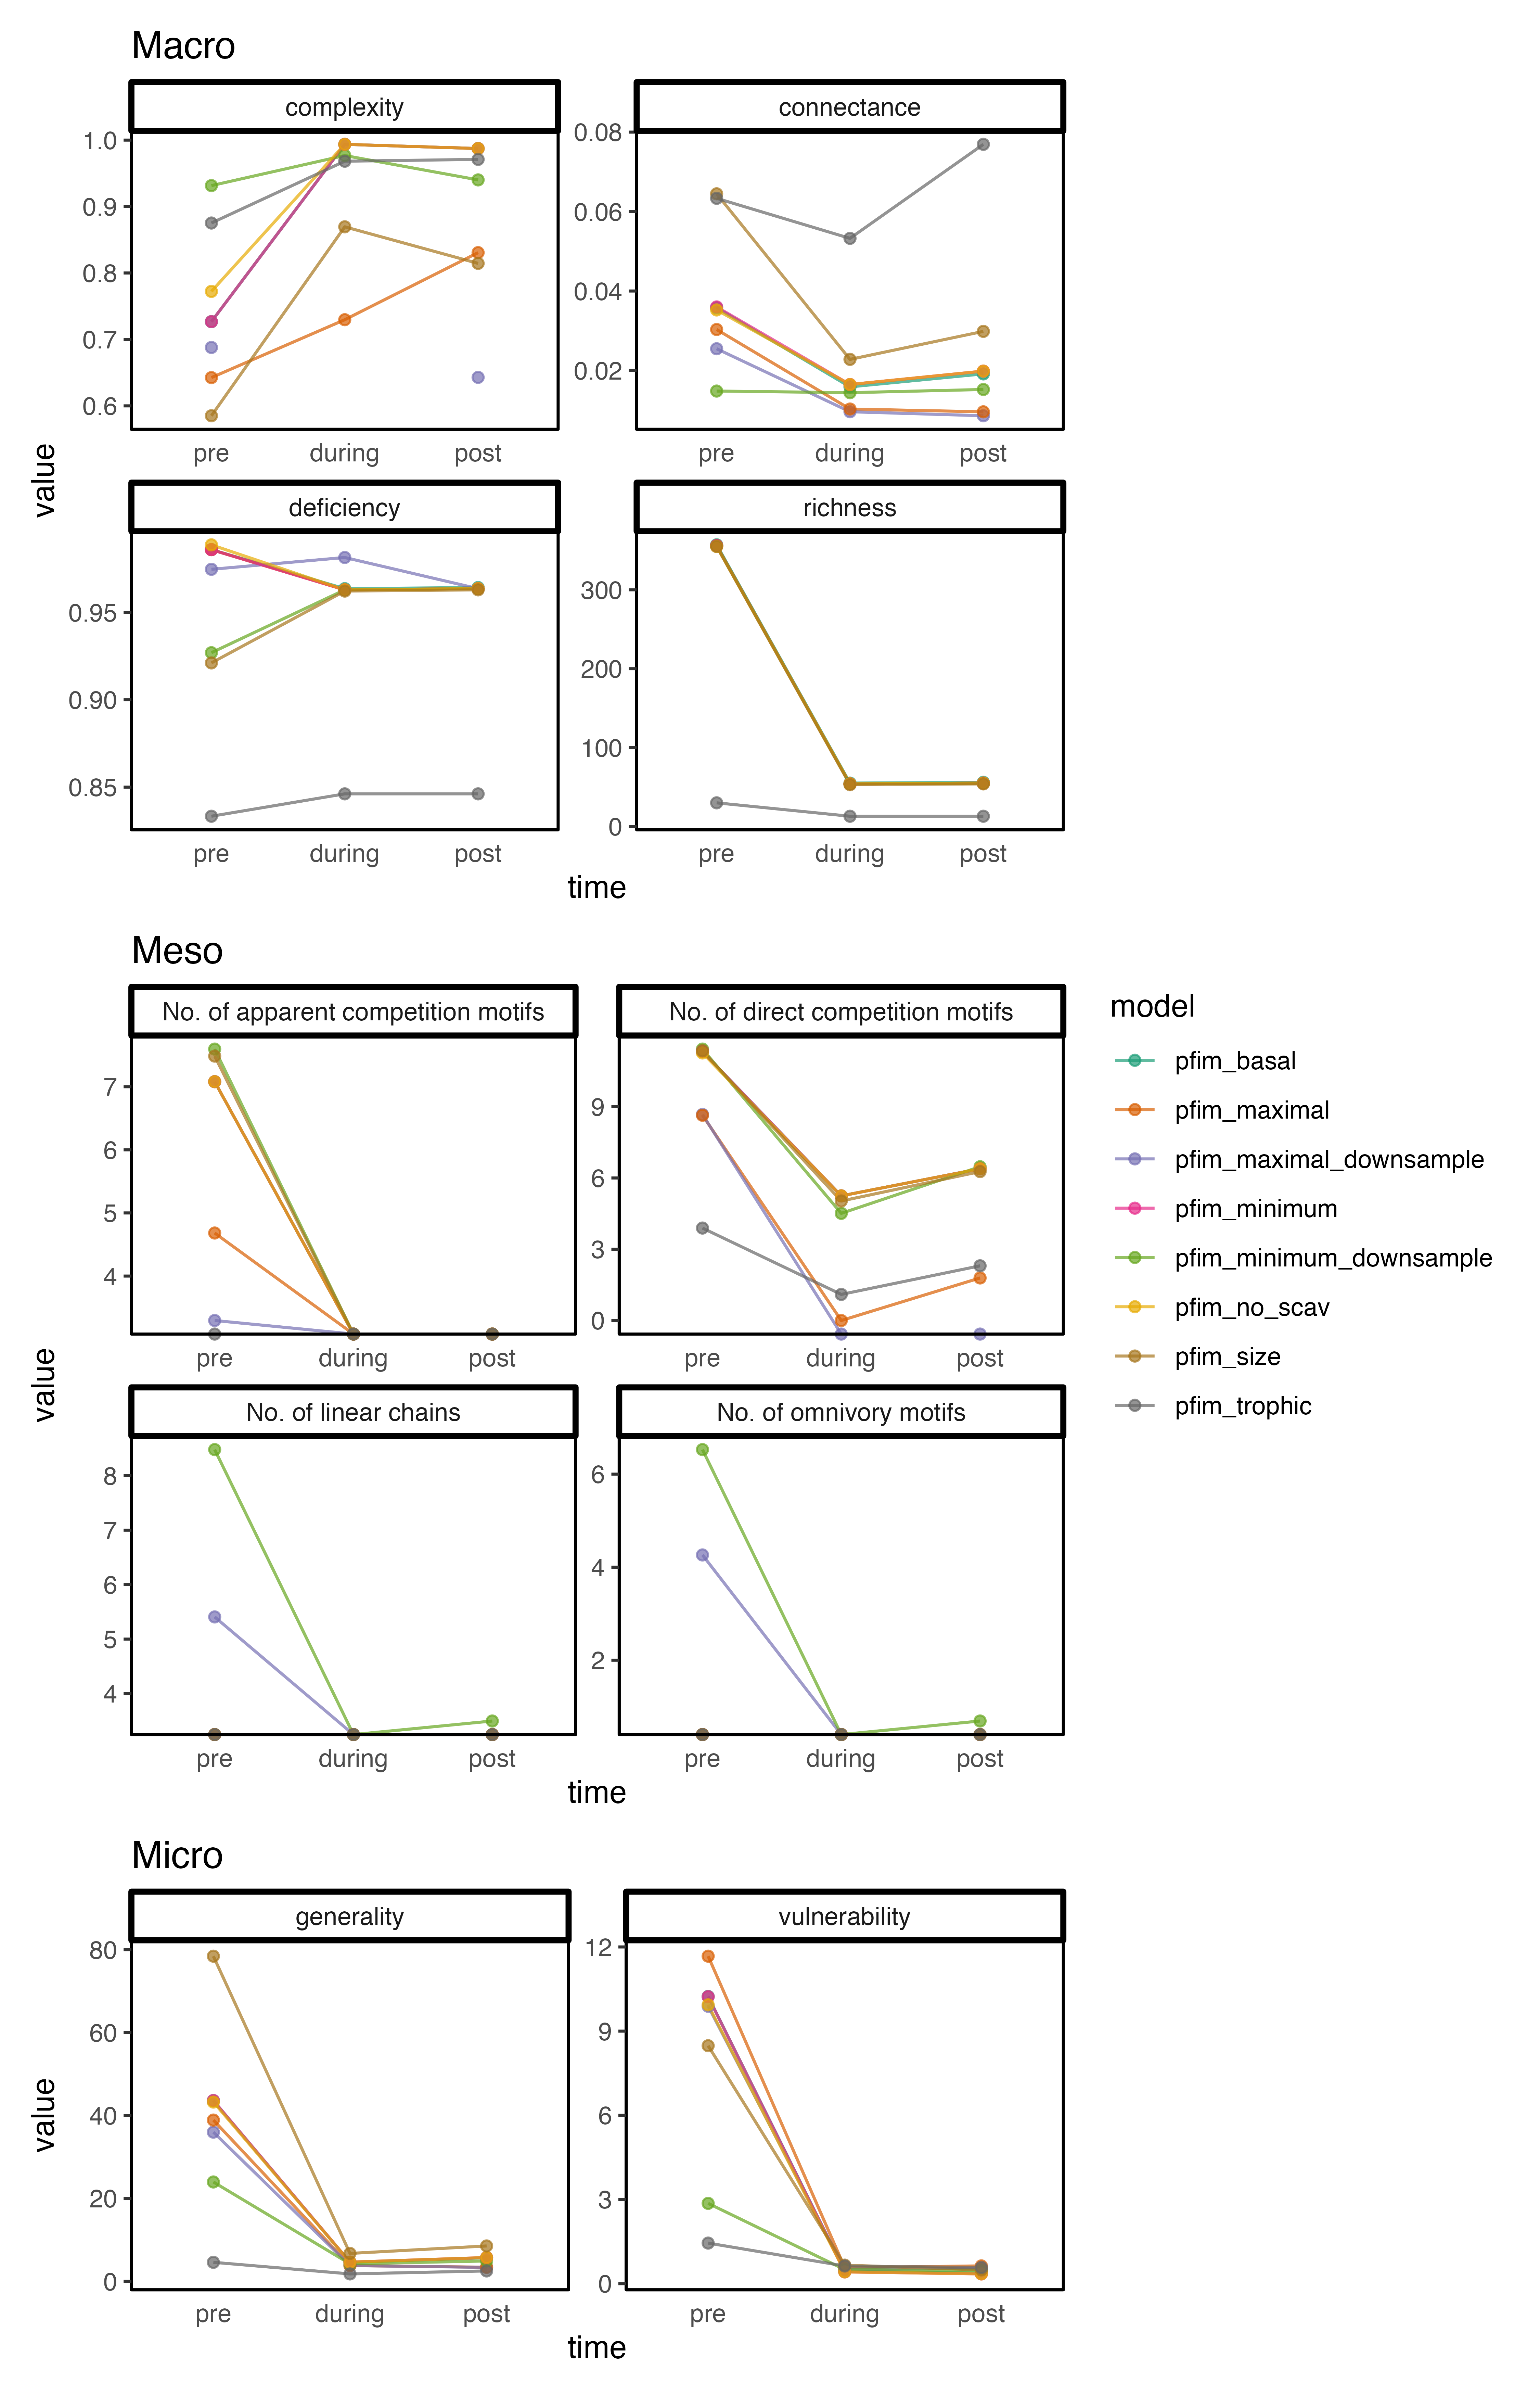 Macro
complexity
connectance
1.0
0.9
0.8
0.7
0.6
0.08
0.06
0.04
0.02
pre during post
pre during post
deficiency
richness
0.95
0.90
0.85
300
200
100
0
pre during post
pre during post
value
time
Meso
No. of apparent competition motifs
No. of direct competition motifs
7
6
5
4
9
6
3
0
pre during post
pre during post
No. of linear chains
No. of omnivory motifs
8
7
6
5
4
6
4
2
pre during post
pre during post
value
time
model
pfim_basal
pfim_maximal
pfim_maximal_downsample
pfim_minimum
pfim_minimum_downsample
pfim_no_scav
pfim_size
pfim_trophic
Micro
generality
vulnerability
80
60
40
20
0
12
9
6
3
0
pre during post
pre during post
value
time